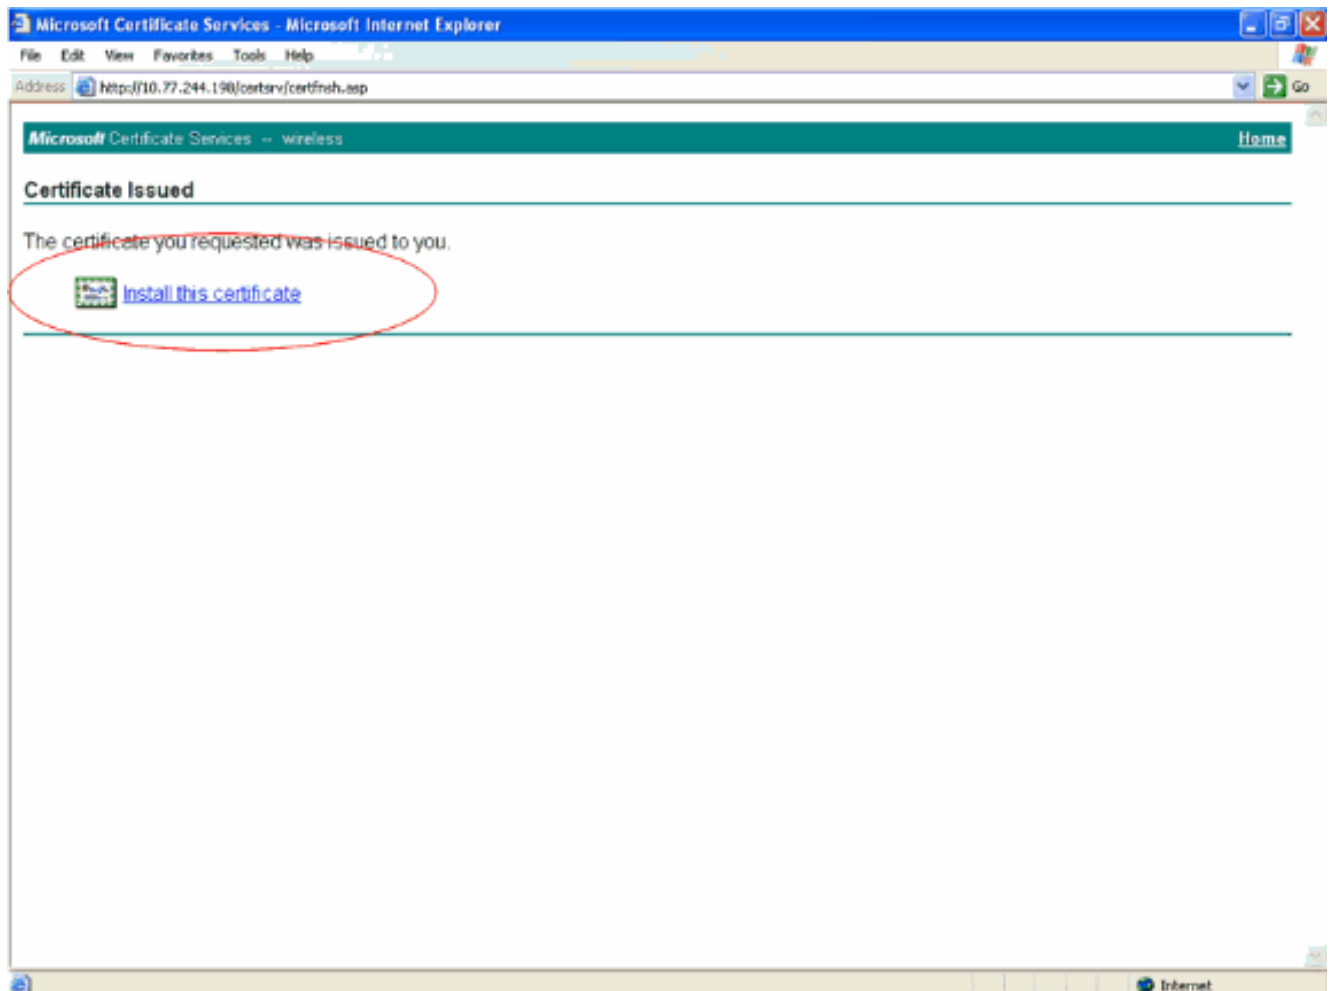 Microsoft Certificate Services - Microsoft Internet Explorer
File Edit View Favorites Tools Help
Address http://10.77.244.198/certsrv/certfnsh.asp Go
Microsoft Certificate Services -- wireless Home
Certificate Issued
The certificate you requested was issued to you.
Install this certificate
Internet